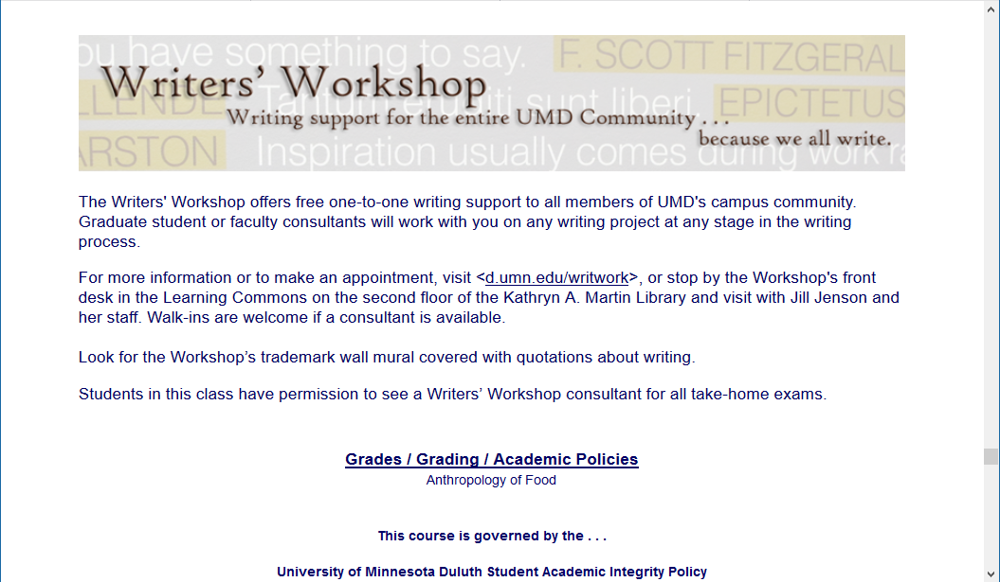 ou have something to say. F. SCOTT FITZGERAL
Writers' Workshop
LLENDE sunt liberi. EPICTETUS
Writing support for the entire UMD Community . . .
because we all write.
ARSTON Inspiration usually comes during work ra
The Writers' Workshop offers free one-to-one writing support to all members of UMD's campus community.
Graduate student or faculty consultants will work with you on any writing project at any stage in the writing
process.
For more information or to make an appointment, visit <d.umn.edu/writwork>, or stop by the Workshop's front
desk in the Learning Commons on the second floor of the Kathryn A. Martin Library and visit with Jill Jenson and
her staff. Walk-ins are welcome if a consultant is available.
Look for the Workshop’s trademark wall mural covered with quotations about writing.
Students in this class have permission to see a Writers’ Workshop consultant for all take-home exams.
Grades / Grading / Academic Policies
Anthropology of Food
This course is governed by the . . .
University of Minnesota Duluth Student Academic Integrity Policy